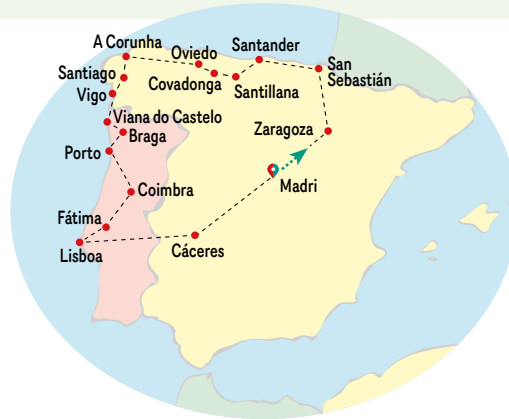 A Corunha
Oviedo
Santander
San
Sebastián
Santiago
Covadonga
Santillana
Vigo
Viana do Castelo
Braga
Zaragoza
Porto
Madri
Coimbra
Fátima
Lisboa
Cáceres